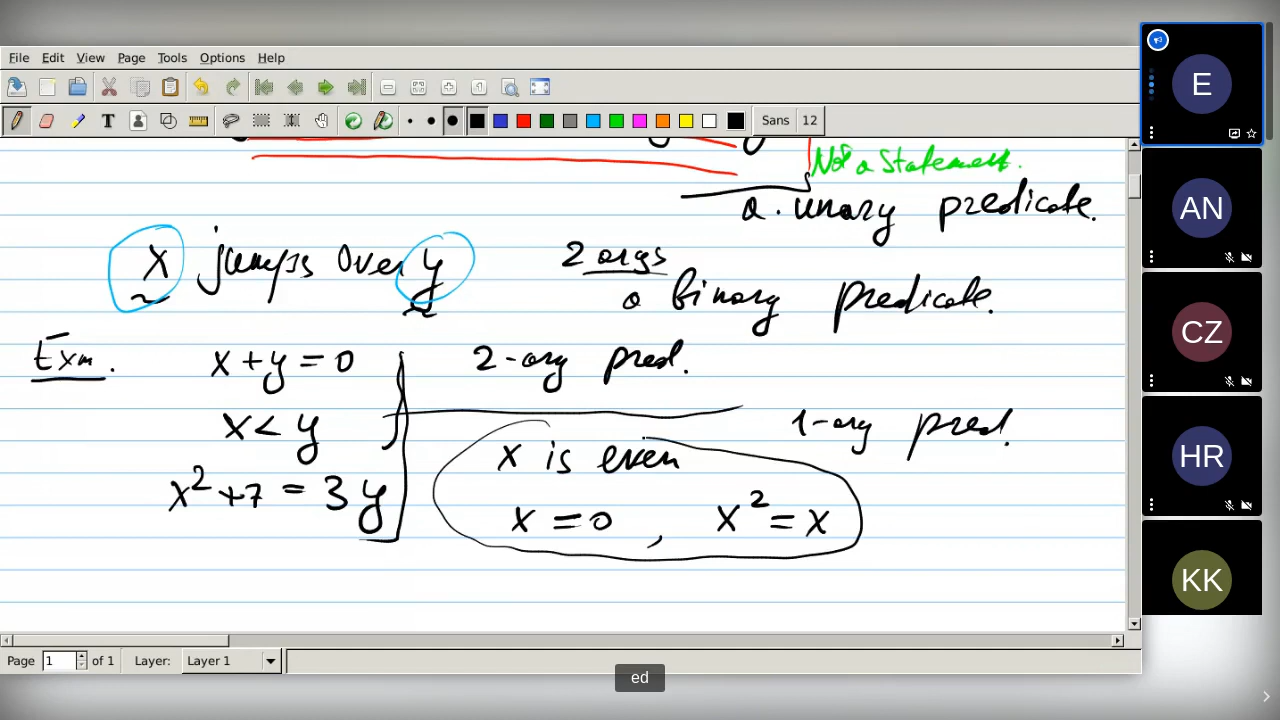 File Edit View Page Tools Options Help
Sans 12
Not a Statement.
a unary predicate.
x jumps over y
2 args
a binary predicate.
Exm.
x + y = 0
2-ary pred.
x < y
1-ary pred.
x is even
x² + 7 = 3y
x = 0 , x² = x
Page 1 of 1 Layer: Layer 1
ed
E
AN
CZ
HR
KK